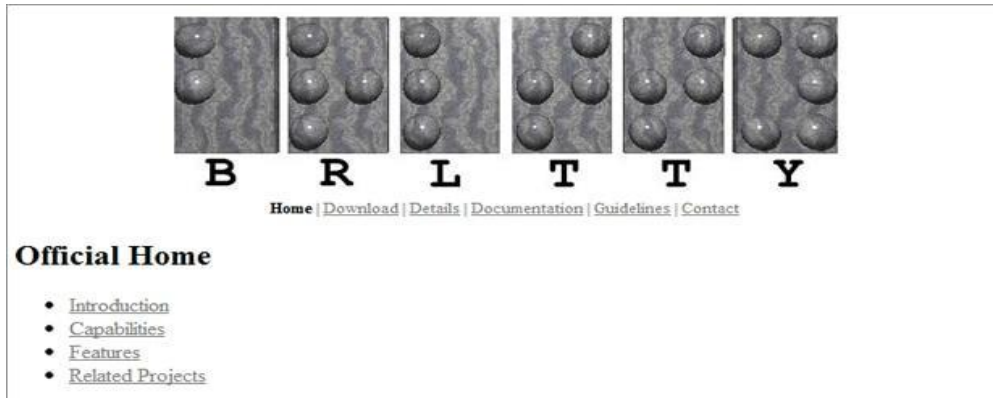 B R L T T Y
Home | Download | Details | Documentation | Guidelines | Contact
Official Home
• Introduction
• Capabilities
• Features
• Related Projects